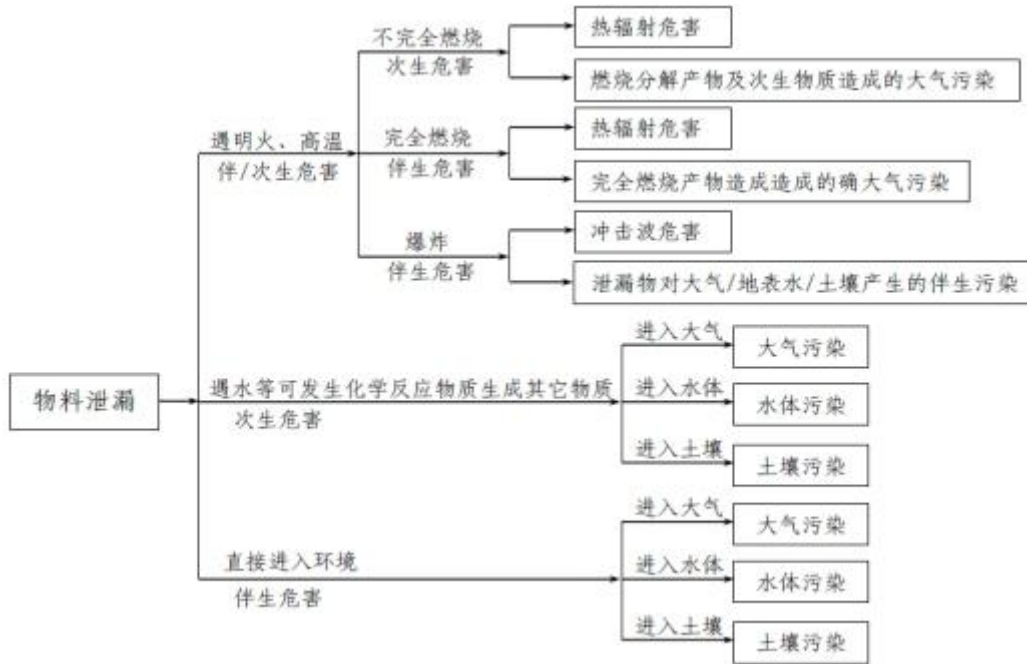 不完全燃烧
次生危害
热辐射危害
燃烧分解产物及次生物质造成的大气污染
遇明火、高温
伴/次生危害
完全燃烧
伴生危害
热辐射危害
完全燃烧产物造成造成的确大气污染
爆炸
伴生危害
冲击波危害
泄漏物对大气/地表水/土壤产生的伴生污染
物料泄漏
遇水等可发生化学反应物质生成其它物质
次生危害
进入大气
大气污染
进入水体
水体污染
进入土壤
土壤污染
直接进入环境
伴生危害
进入大气
大气污染
进入水体
水体污染
进入土壤
土壤污染